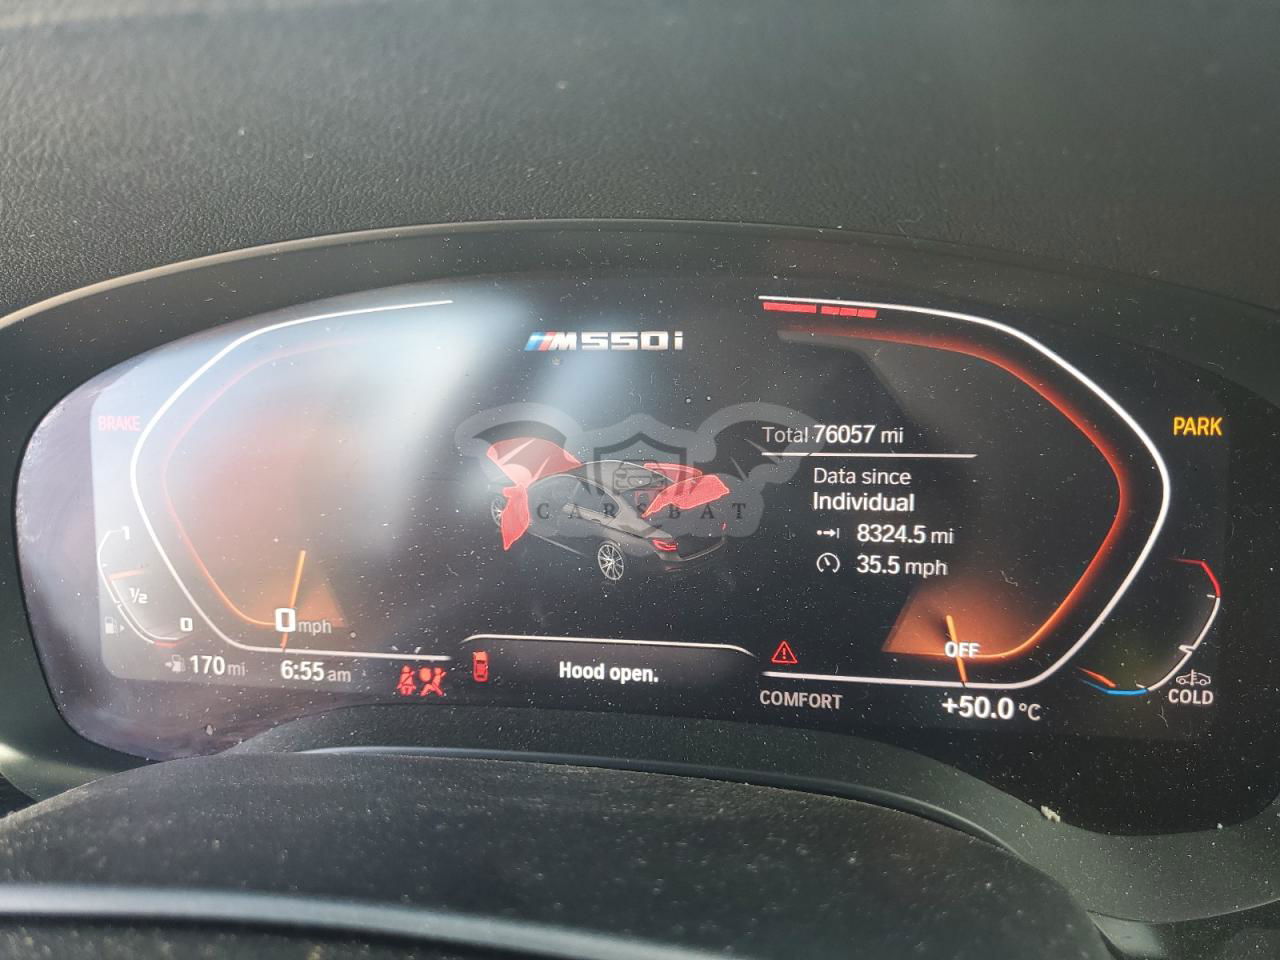 M550i
BRAKE
PARK
Total 76057 mi
Data since
Individual
8324.5 mi
35.5 mph
CARSBAT
1
1/2
0
0 mph
OFF
170 mi
6:55 am
Hood open.
COMFORT
+50.0 °C
COLD